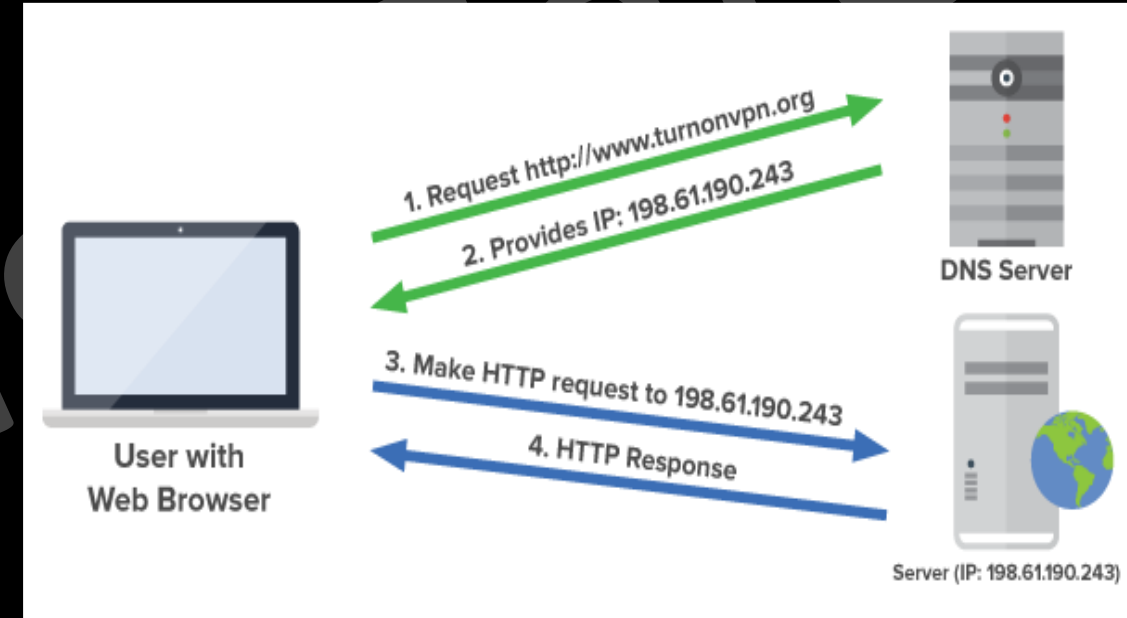 1. Request http://www.turnonvpn.org
2. Provides IP: 198.61.190.243
DNS Server
3. Make HTTP request to 198.61.190.243
4. HTTP Response
User with
Web Browser
Server (IP: 198.61.190.243)